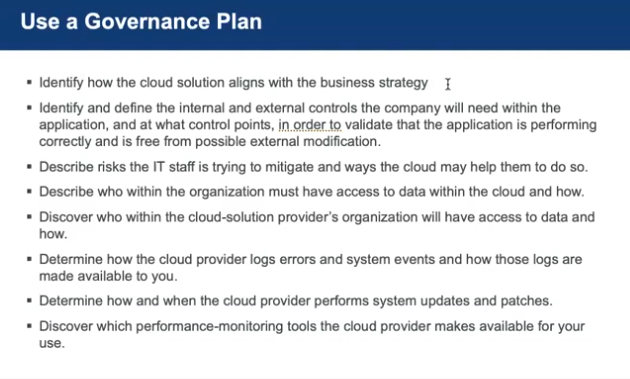 Use a Governance Plan
▪ Identify how the cloud solution aligns with the business strategy
▪ Identify and define the internal and external controls the company will need within the
application, and at what control points, in order to validate that the application is performing
correctly and is free from possible external modification.
▪ Describe risks the IT staff is trying to mitigate and ways the cloud may help them to do so.
▪ Describe who within the organization must have access to data within the cloud and how.
▪ Discover who within the cloud-solution provider's organization will have access to data and
how.
▪ Determine how the cloud provider logs errors and system events and how those logs are
made available to you.
▪ Determine how and when the cloud provider performs system updates and patches.
▪ Discover which performance-monitoring tools the cloud provider makes available for your
use.